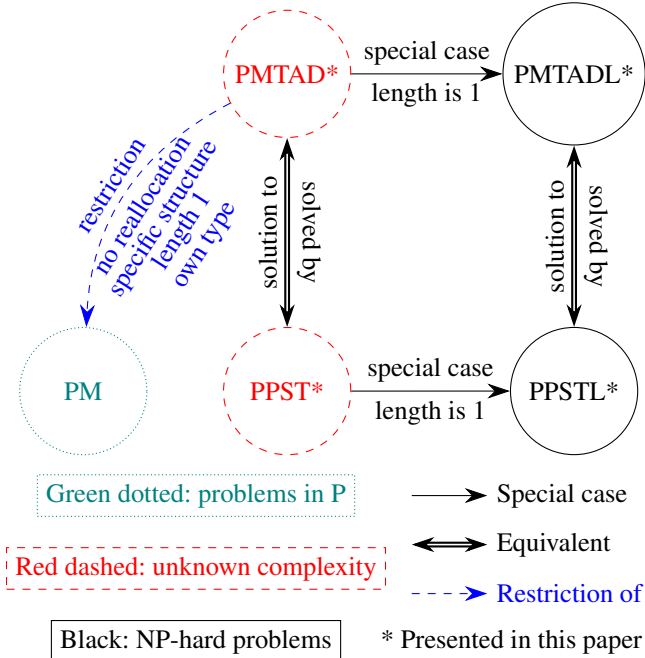 PMTAD*
special case
length is 1
PMTADL*
restriction
no reallocation
specific structure
length 1
own type
solution to
solved by
solution to
solved by
PM
PPST*
special case
length is 1
PPSTL*
Green dotted: problems in P
Special case
Equivalent
Red dashed: unknown complexity
Restriction of
Black: NP-hard problems
* Presented in this paper